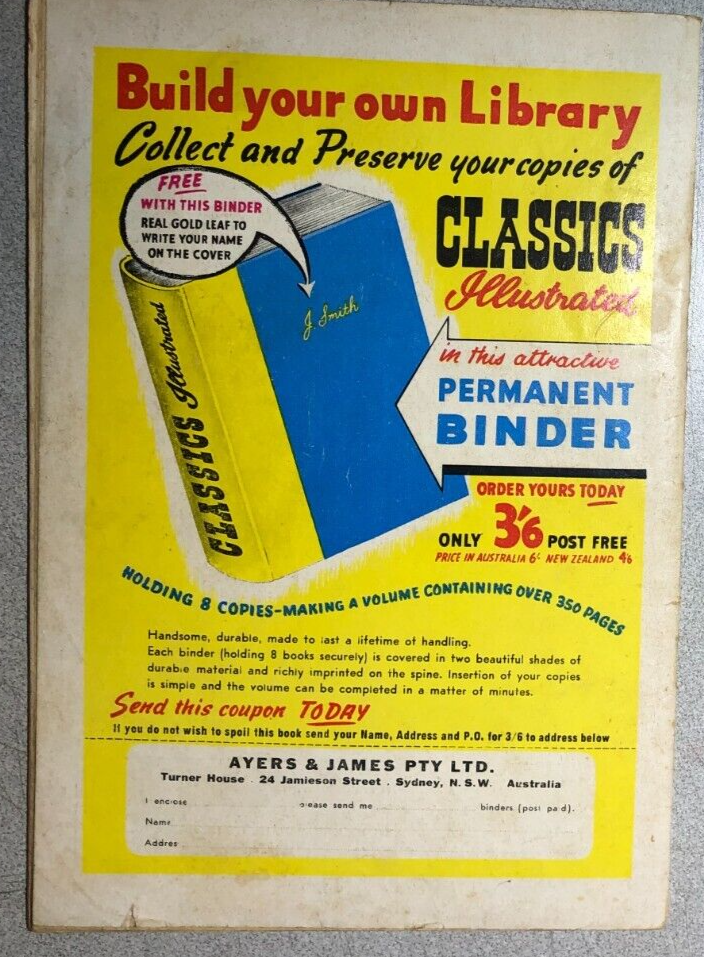 Build your own Library
Collect and Preserve your copies of
CLASSICS
Illustrated
FREE
WITH THIS BINDER
REAL GOLD LEAF TO
WRITE YOUR NAME
ON THE COVER
J. Smith
CLASSICS Illustrated
in this attractive
PERMANENT
BINDER
ORDER YOURS TODAY
ONLY 3/6 POST FREE
PRICE IN AUSTRALIA 6/- NEW ZEALAND 4/6
HOLDING 8 COPIES-MAKING A VOLUME CONTAINING OVER 350 PAGES
Handsome, durable, made to last a lifetime of handling.
Each binder (holding 8 books securely) is covered in two beautiful shades of
durable material and richly imprinted on the spine. Insertion of your copies
is simple and the volume can be completed in a matter of minutes.
Send this coupon TODAY
If you do not wish to spoil this book send your Name, Address and P.O. for 3/6 to address below
AYERS & JAMES PTY LTD.
Turner House . 24 Jamieson Street . Sydney, N.S.W. Australia
I enclose please send me binders (post paid).
Name
Addres